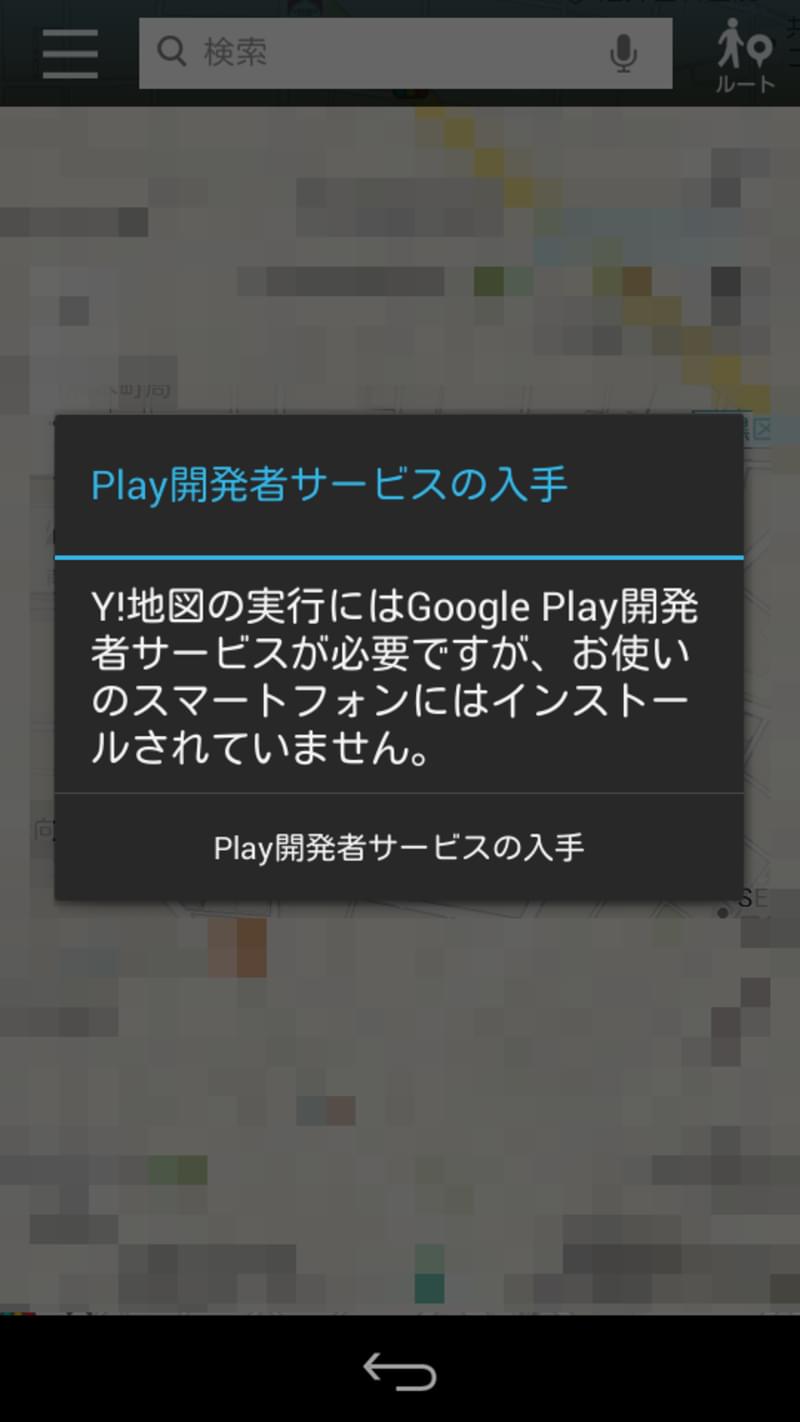 検索
ルート
町局
Play開発者サービスの入手
Y!地図の実行にはGoogle Play開発
者サービスが必要ですが、お使い
のスマートフォンにはインストー
ルされていません。
Play開発者サービスの入手
SE